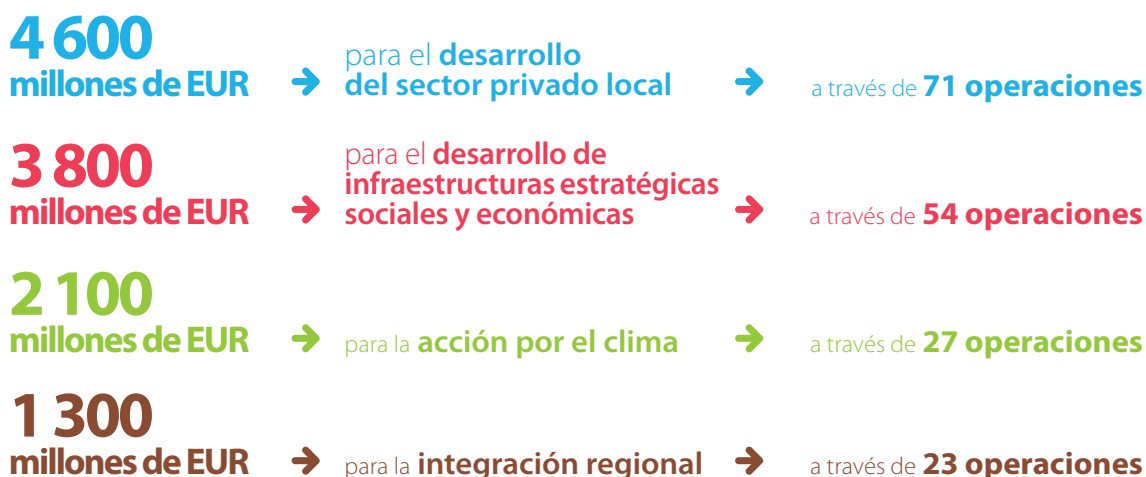 4 600
millones de EUR
para el desarrollo
del sector privado local
a través de 71 operaciones
3 800
millones de EUR
para el desarrollo de
infraestructuras estratégicas
sociales y económicas
a través de 54 operaciones
2 100
millones de EUR
para la acción por el clima
a través de 27 operaciones
1 300
millones de EUR
para la integración regional
a través de 23 operaciones